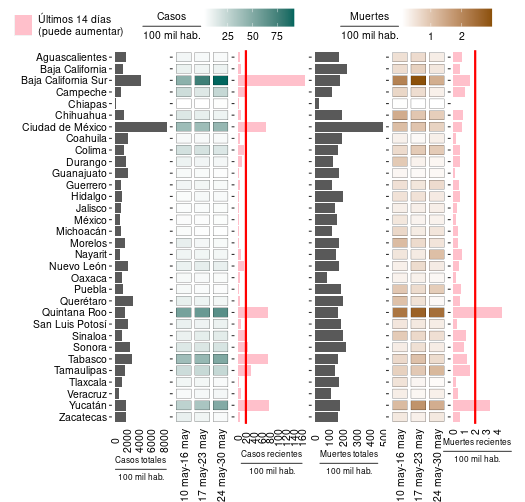 Últimos 14 días
(puede aumentar)
Casos
100 mil hab.
25 50 75
Muertes
100 mil hab.
1 2
Aguascalientes
Baja California
Baja California Sur
Campeche
Chiapas
Chihuahua
Ciudad de México
Coahuila
Colima
Durango
Guanajuato
Guerrero
Hidalgo
Jalisco
México
Michoacán
Morelos
Nayarit
Nuevo León
Oaxaca
Puebla
Querétaro
Quintana Roo
San Luis Potosí
Sinaloa
Sonora
Tabasco
Tamaulipas
Tlaxcala
Veracruz
Yucatán
Zacatecas
0 2000 4000 6000 8000
Casos totales
100 mil hab.
10 may-16 may
17 may-23 may
24 may-30 may
0 20 40 60 80 100 120 140 160
Casos recientes
100 mil hab.
0 100 200 300 400 500
Muertes totales
100 mil hab.
10 may-16 may
17 may-23 may
24 may-30 may
0 1 2 3 4
Muertes recientes
100 mil hab.